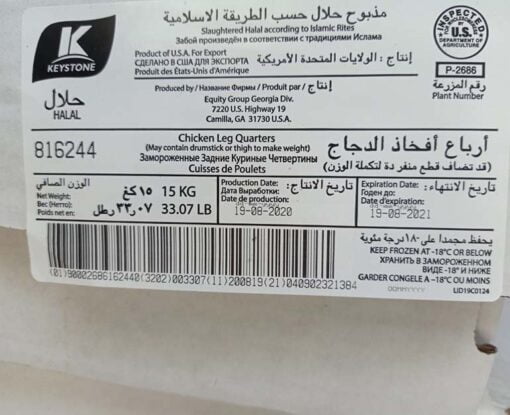 K
KEYSTONE
حلال
HALAL
مذبوح حلال حسب الطريقة الاسلامية
Slaughtered Halal according to Islamic Rites
Забой произведён в соответствии с традициями Ислама
Product of U.S.A. For Export
СДЕЛАНО В США ДЛЯ ЭКСПОРТА
Produit des États-Unis d'Amérique
إنتاج : الولايات المتحدة الأمريكية
INSPECTED
U.S.
DEPARTMENT OF
AGRICULTURE
P-2686
رقم المزرعة
Plant Number
Produced by / Название Фирмы / Produit par / إنتاج :
Equity Group Georgia Div.
7220 U.S. Highway 19
Camilla, GA 31730 U.S.A.
816244
Chicken Leg Quarters
(May contain drumstick or thigh to make weight)
Замороженные Задние Куриные Четвертины
Cuisses de Poulets
أرباع أفخاذ الدجاج
(قد تضاف قطع منفردة لتكملة الوزن)
الوزن الصافي
Net Weight:
Вес (Нетто):
Poids net en:
١٥ كغ 15 KG
٣٣٫٠٧ رطل 33.07 LB
Production Date: تاريخ الانتاج:
Дата Выработки:
Date de production:
19-08-2020
Expiration Date: تاريخ الانتهاء:
Дата
Date d'expiration:
19-08-2021
يحفظ مجمدا على -١٨ درجة مئوية
KEEP FROZEN AT -18°C OR BELOW
ХРАНИТЬ В ЗАМОРОЖЕННОМ
ВИДЕ -18° И НИЖЕ
GARDER CONGELE A -18°C OU MOINS
DDMMYYYY
LID19C0124
(01)90002686162440(3202)003307(11)200819(21)040902321384